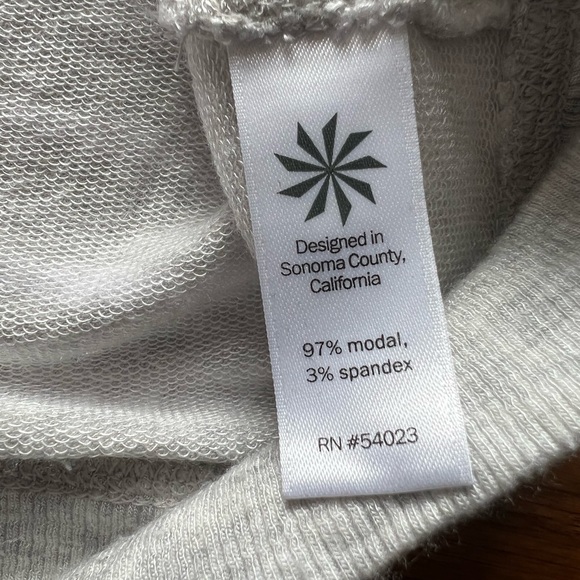 Designed in
Sonoma County,
California
97% modal,
3% spandex
RN #54023